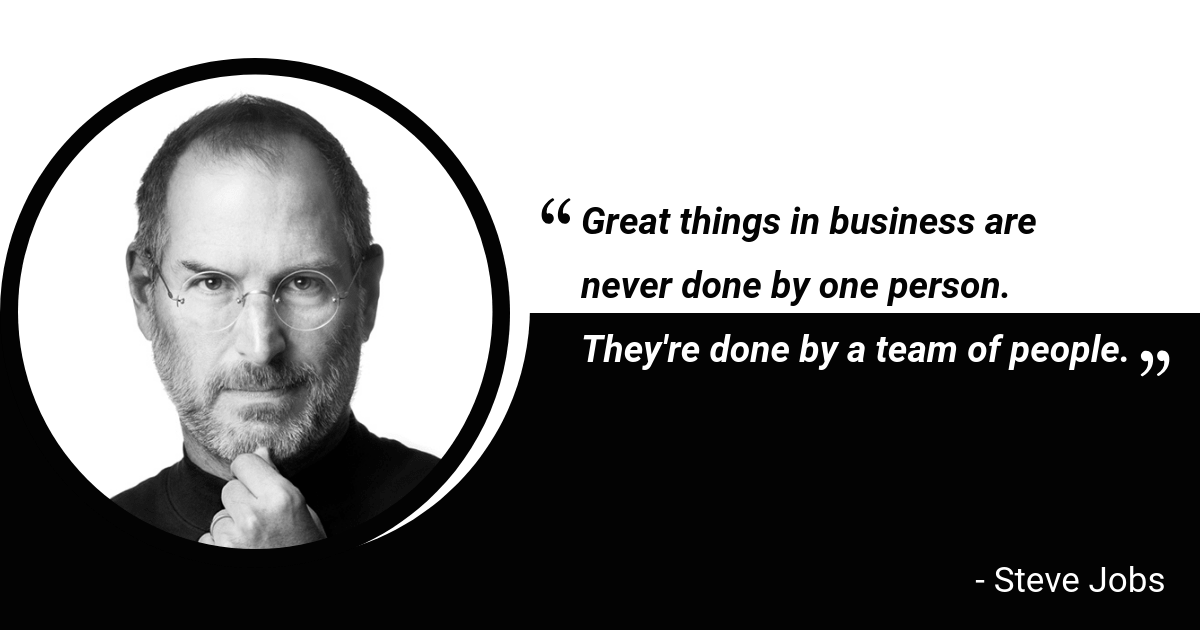 “ Great things in business are
never done by one person.
They're done by a team of people. ”
- Steve Jobs